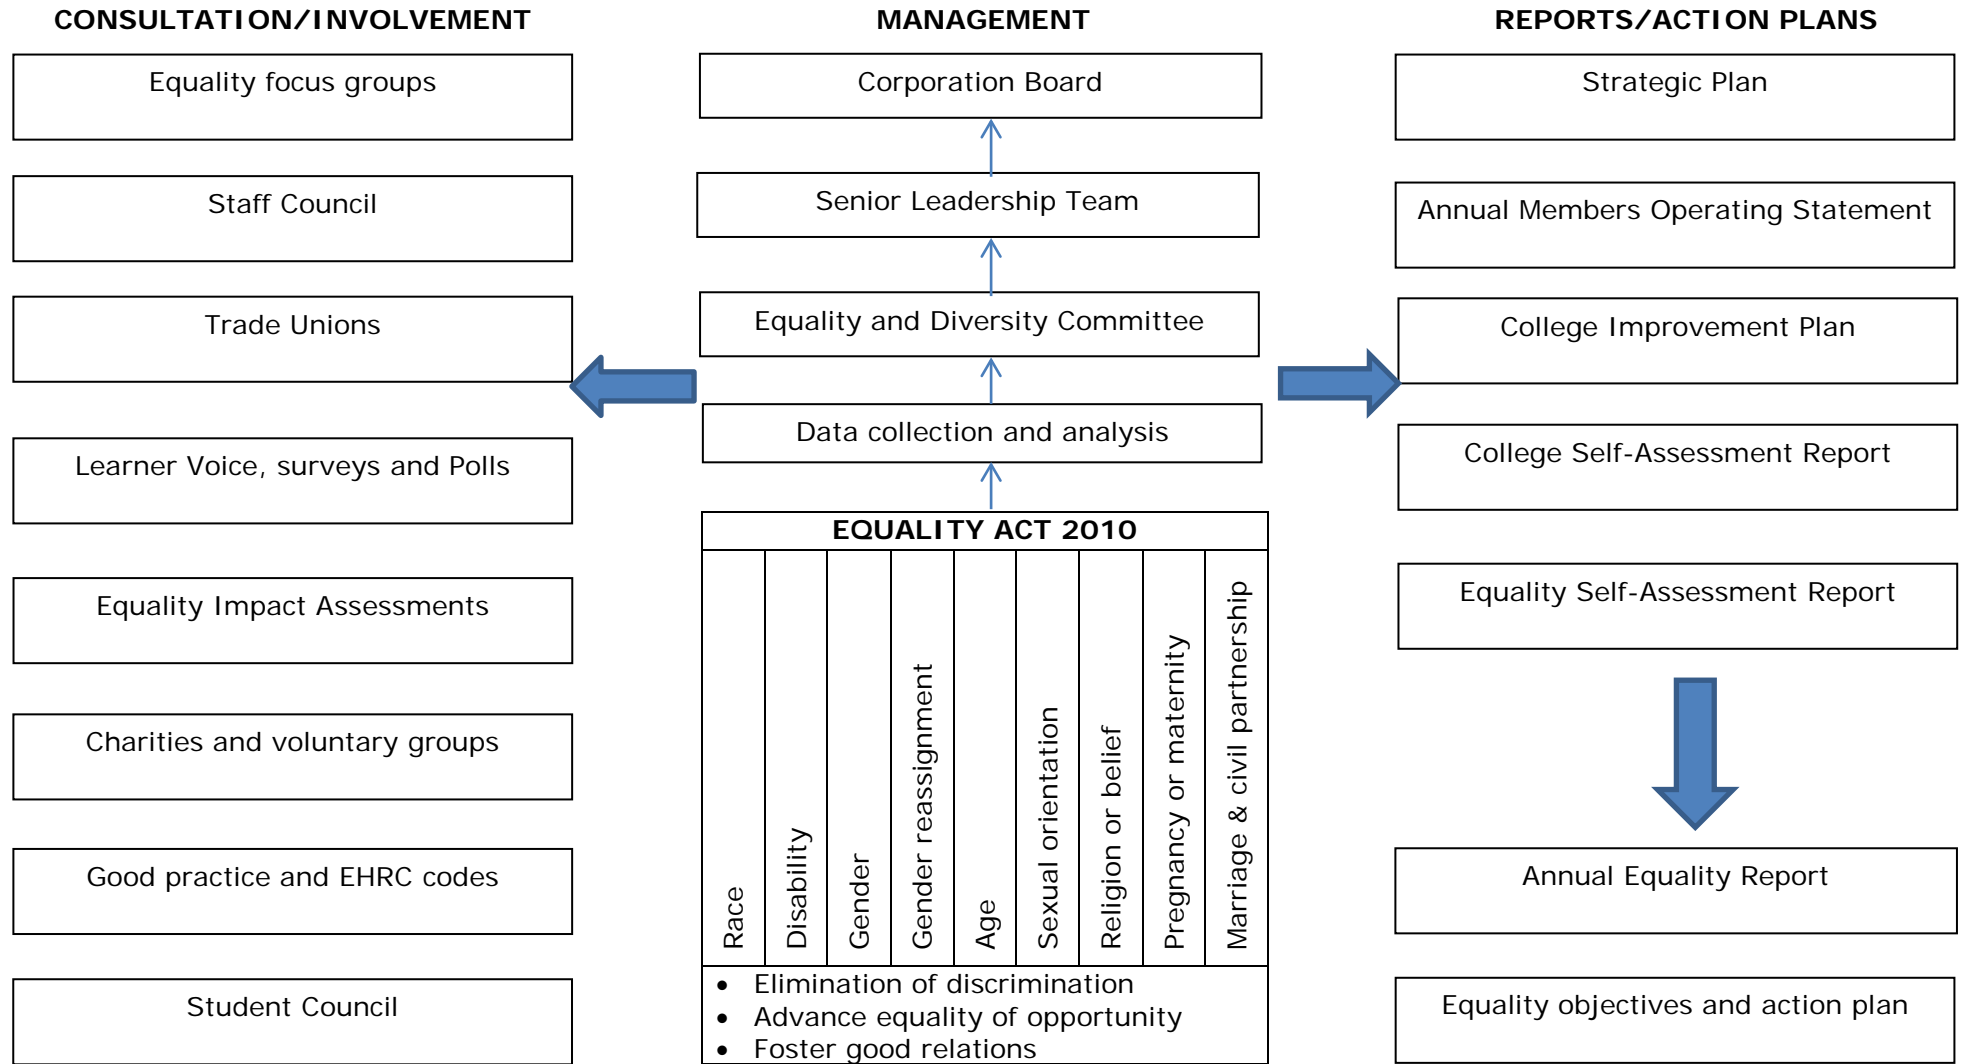 CONSULTATION/INVOLVEMENT
Equality focus groups
Staff Council
Trade Unions
Learner Voice, surveys and Polls
Equality Impact Assessments
Charities and voluntary groups
Good practice and EHRC codes
Student Council
MANAGEMENT
Corporation Board
Senior Leadership Team
Equality and Diversity Committee
Data collection and analysis
EQUALITY ACT 2010
Race
Disability
Gender
Gender reassignment
Age
Sexual orientation
Religion or belief
Pregnancy or maternity
Marriage & civil partnership
• Elimination of discrimination
• Advance equality of opportunity
• Foster good relations
REPORTS/ACTION PLANS
Strategic Plan
Annual Members Operating Statement
College Improvement Plan
College Self-Assessment Report
Equality Self-Assessment Report
Annual Equality Report
Equality objectives and action plan